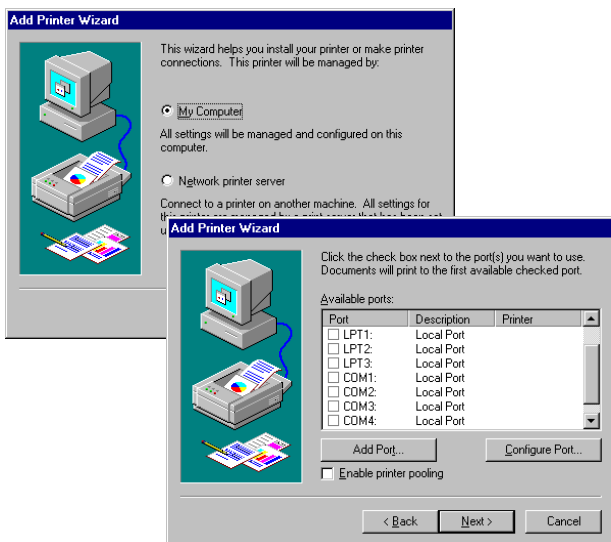 Add Printer Wizard
This wizard helps you install your printer or make printer
connections. This printer will be managed by:
My Computer
All settings will be managed and configured on this
computer.
Network printer server
Connect to a printer on another machine. All settings for
Add Printer Wizard
Click the check box next to the port(s) you want to use.
Documents will print to the first available checked port.
Available ports:
Port Description Printer
LPT1: Local Port
LPT2: Local Port
LPT3: Local Port
COM1: Local Port
COM2: Local Port
COM3: Local Port
COM4: Local Port
Add Port... Configure Port...
Enable printer pooling
< Back Next > Cancel